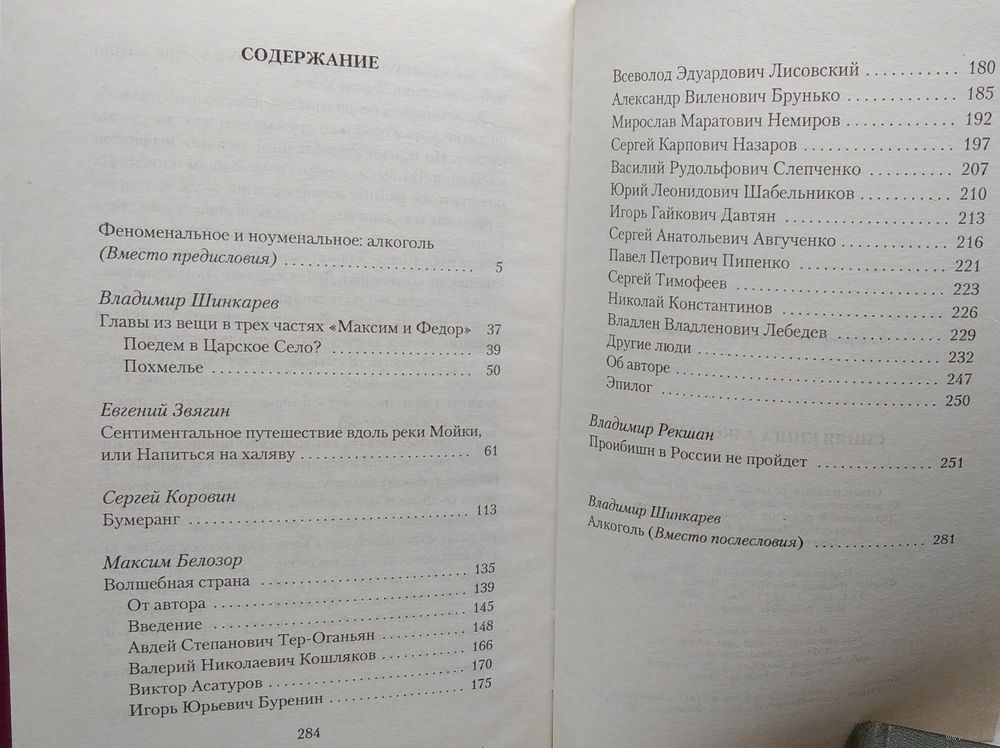 СОДЕРЖАНИЕ
Феноменальное и ноуменальное: алкоголь
(Вместо предисловия) 5
Владимир Шинкарев
Главы из вещи в трех частях «Максим и Федор» 37
Поедем в Царское Село? 39
Похмелье 50
Евгений Звягин
Сентиментальное путешествие вдоль реки Мойки,
или Напиться на халяву 61
Сергей Коровин
Бумеранг 113
Максим Белозор
Волшебная страна 135
От автора 139
Введение 145
Авдей Степанович Тер-Оганьян 148
Валерий Николаевич Кошляков 166
Виктор Асатуров 170
Игорь Юрьевич Буренин 175
284
Всеволод Эдуардович Лисовский 180
Александр Виленович Брунько 185
Мирослав Маратович Немиров 192
Сергей Карпович Назаров 197
Василий Рудольфович Слепченко 207
Юрий Леонидович Шабельников 210
Игорь Гайкович Давтян 213
Сергей Анатольевич Авгученко 216
Павел Петрович Пипенко 221
Сергей Тимофеев 223
Николай Константинов 226
Владлен Владленович Лебедев 229
Другие люди 232
Об авторе 247
Эпилог 250
Владимир Рекшан
Проибишн в России не пройдет 251
Владимир Шинкарев
Алкоголь (Вместо послесловия) 281